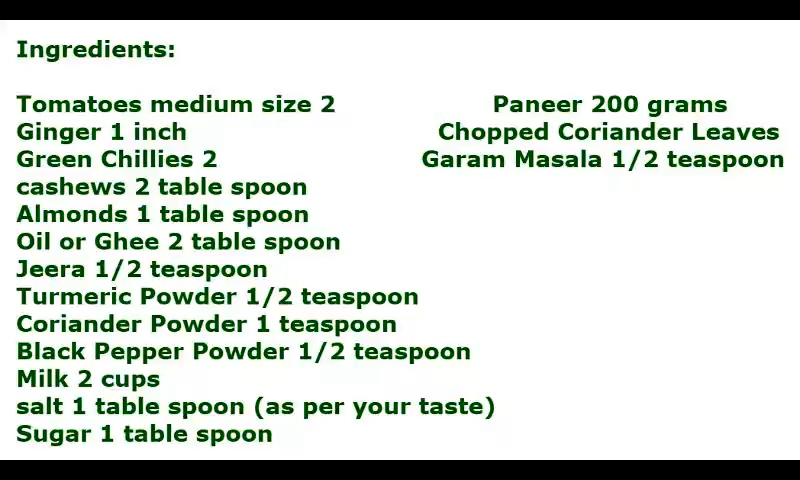 Ingredients:
Tomatoes medium size 2
Ginger 1 inch
Green Chillies 2
cashews 2 table spoon
Almonds 1 table spoon
Oil or Ghee 2 table spoon
Jeera 1/2 teaspoon
Turmeric Powder 1/2 teaspoon
Coriander Powder 1 teaspoon
Black Pepper Powder 1/2 teaspoon
Milk 2 cups
salt 1 table spoon (as per your taste)
Sugar 1 table spoon
Paneer 200 grams
Chopped Coriander Leaves
Garam Masala 1/2 teaspoon